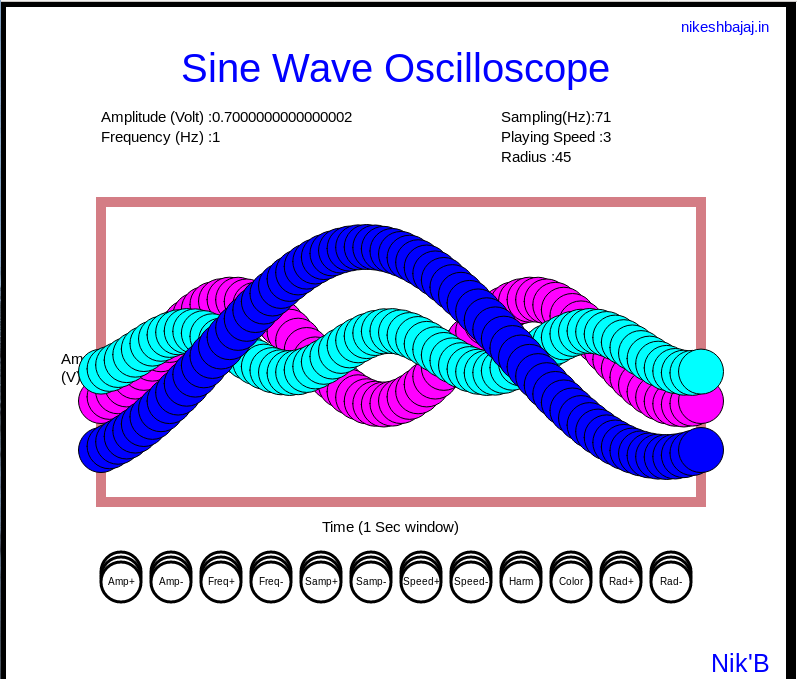 nikeshbajaj.in
Sine Wave Oscilloscope
Amplitude (Volt) :0.7000000000000002
Sampling(Hz):71
Frequency (Hz) :1
Playing Speed :3
Radius :45
Am
(V)
Time (1 Sec window)
Amp+ Amp- Freq+ Freq- Samp+ Samp- Speed+ Speed- Harm Color Rad+ Rad-
Nik'B